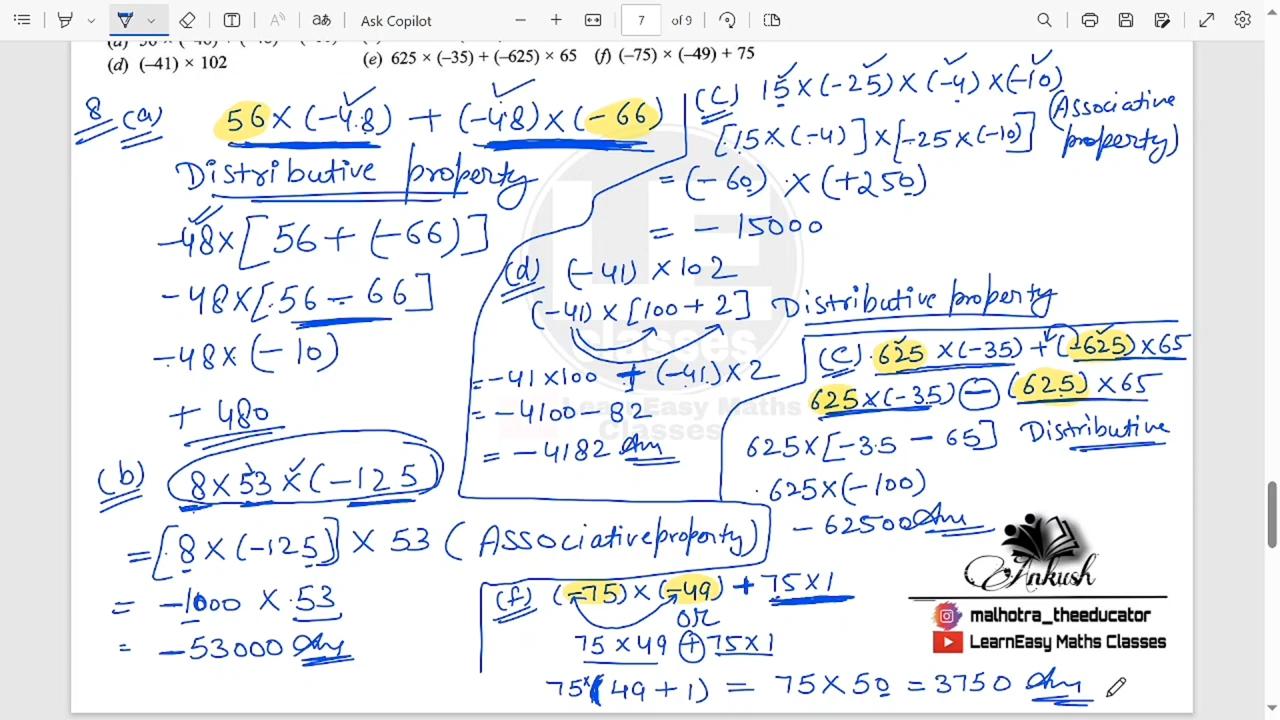 Ask Copilot
7 of 9
(d) (–41) × 102 (e) 625 × (–35) + (–625) × 65 (f) (–75) × (–49) + 75
8 (a) 56 × (-48) + (-48) × (-66)
Distributive property
-48 × [56 + (-66)]
-48 × [56 - 66]
-48 × (-10)
+ 480
(b) 8 × 53 × (-125)
= [8 × (-125)] × 53 (Associative property)
= -1000 × 53
= -53000 Ans
(c) 15 × (-25) × (-4) × (-10)
[15 × (-4)] × [-25 × (-10)] (Associative property)
= (-60) × (+250)
= - 15000
(d) (-41) × 102
(-41) × [100 + 2] Distributive property
= -41 × 100 + (-41) × 2
= -4100 - 82
= - 4182 Ans
(e) 625 × (-35) + (-625) × 65
625 × (-35) - (625) × 65
625 × [-35 - 65] Distributive
625 × (-100)
- 62500 Ans
(f) (-75) × (-49) + 75 × 1
or
75 × 49 + 75 × 1
75 × (49 + 1) = 75 × 50 = 3750 Ans
LearnEasy Maths
Classes
Ankush
malhotra_theeducator
LearnEasy Maths Classes